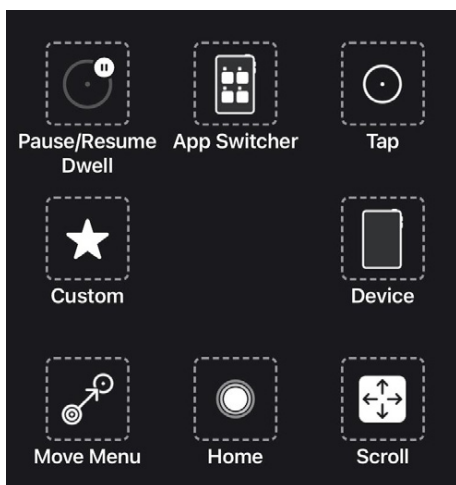 Pause/Resume
Dwell
App Switcher
Tap
Custom
Device
Move Menu
Home
Scroll